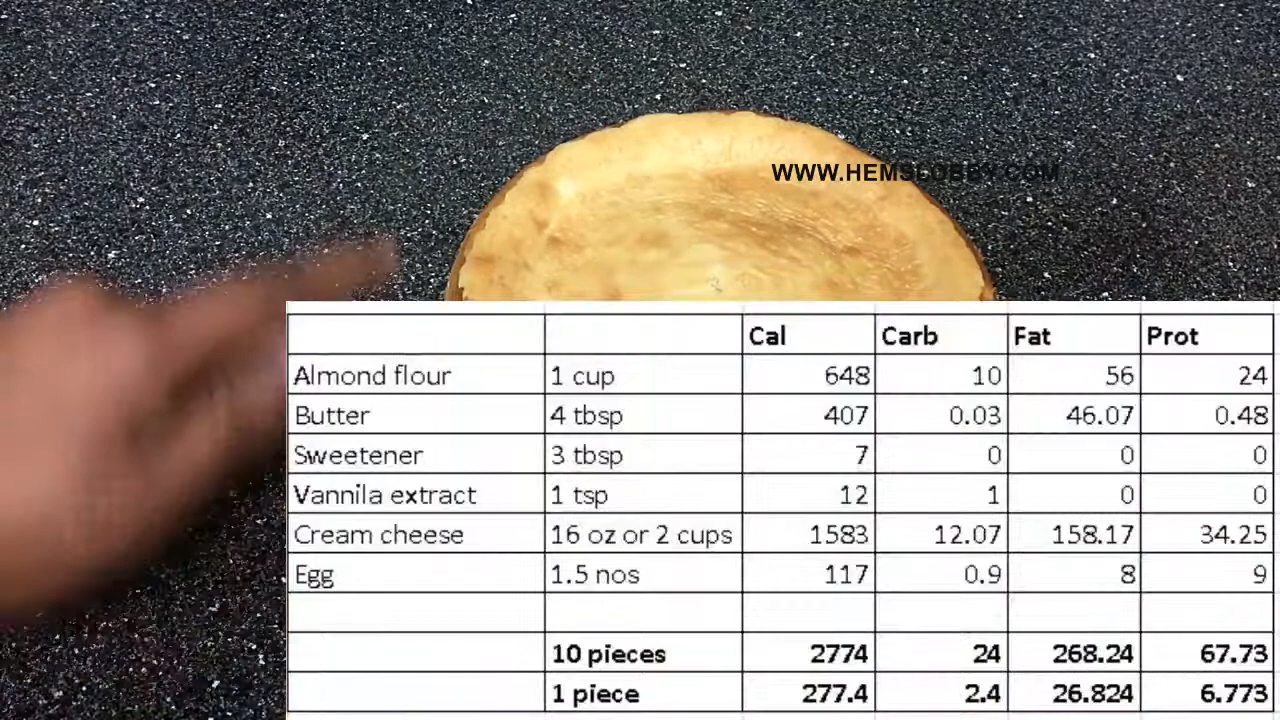 WWW.HEMSLOBBY.COM
Cal Carb Fat Prot
Almond flour 1 cup 648 10 56 24
Butter 4 tbsp 407 0.03 46.07 0.48
Sweetener 3 tbsp 7 0 0 0
Vannila extract 1 tsp 12 1 0 0
Cream cheese 16 oz or 2 cups 1583 12.07 158.17 34.25
Egg 1.5 nos 117 0.9 8 9
10 pieces 2774 24 268.24 67.73
1 piece 277.4 2.4 26.824 6.773